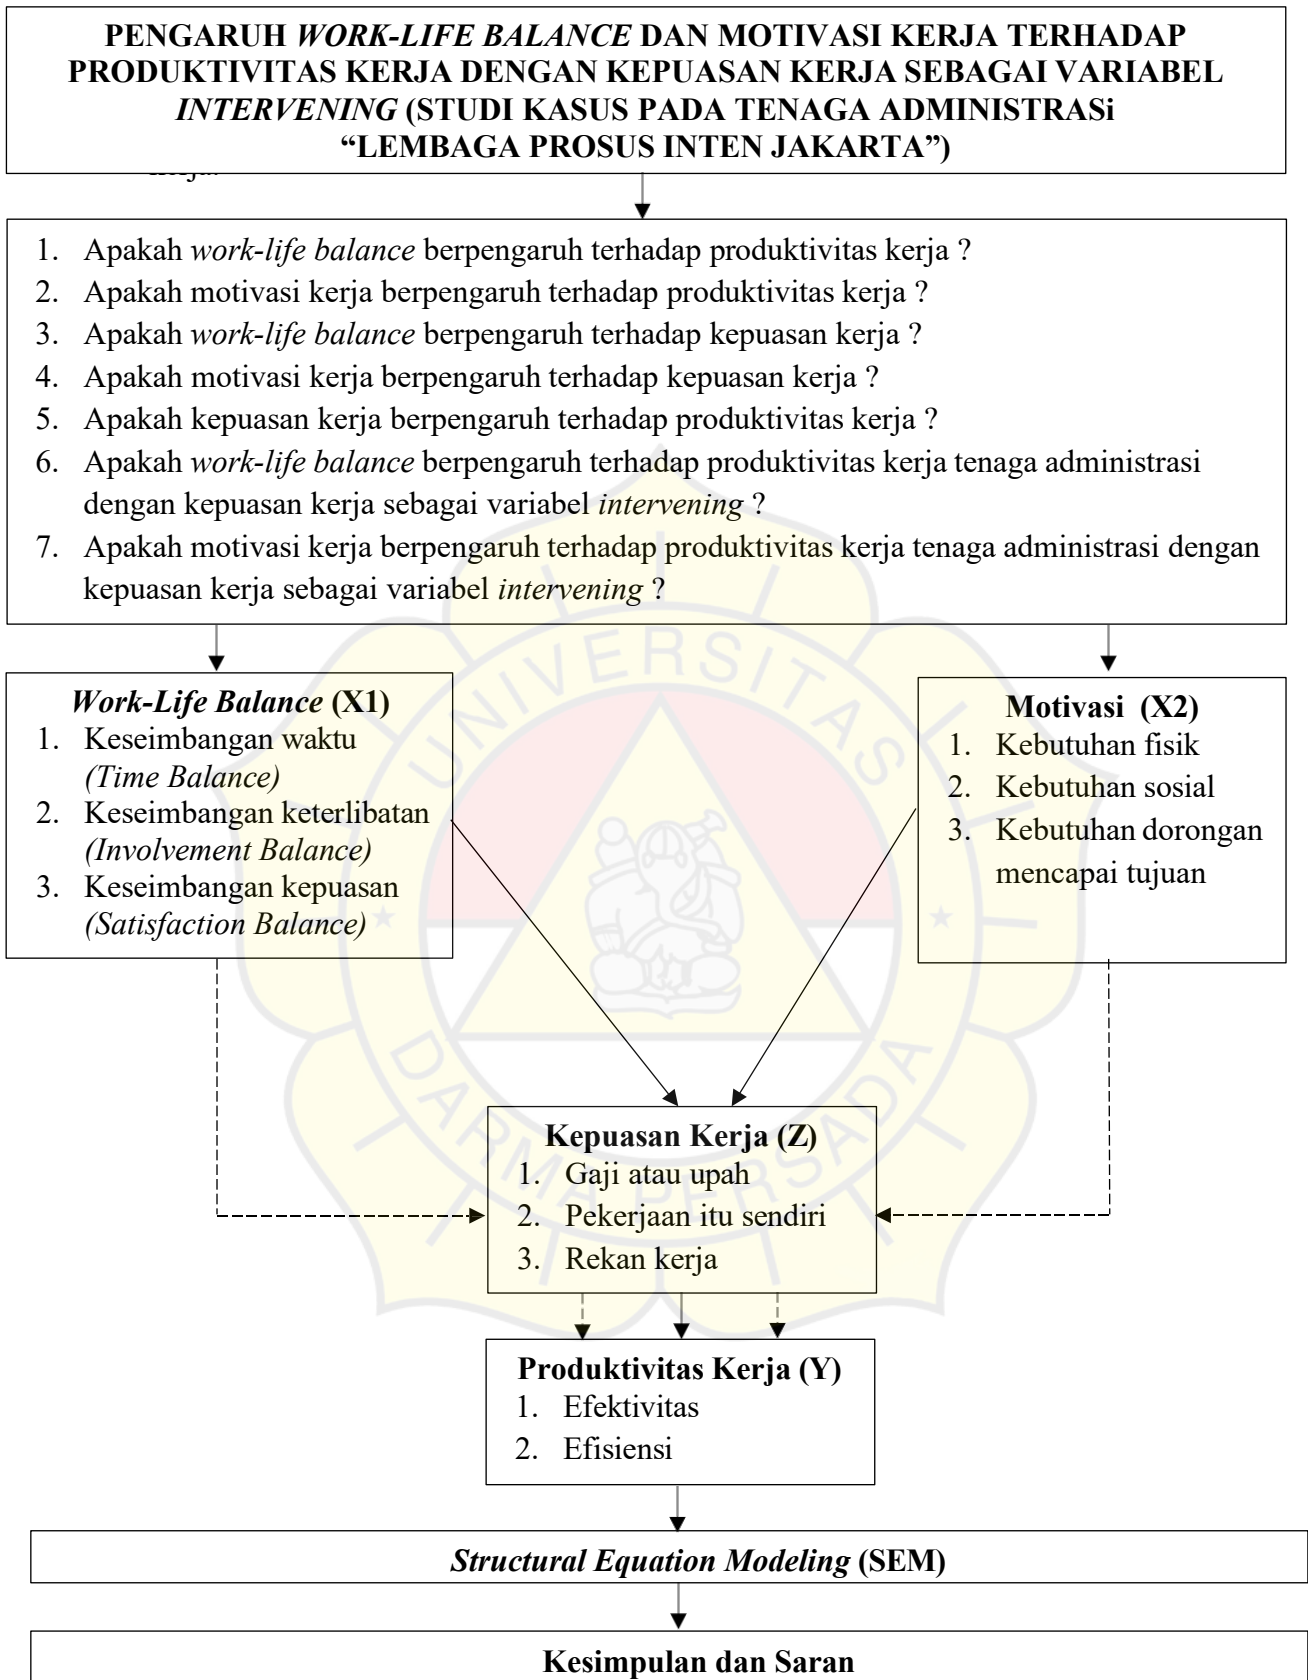 PENGARUH WORK-LIFE BALANCE DAN MOTIVASI KERJA TERHADAP
PRODUKTIVITAS KERJA DENGAN KEPUASAN KERJA SEBAGAI VARIABEL
INTERVENING (STUDI KASUS PADA TENAGA ADMINISTRASi
“LEMBAGA PROSUS INTEN JAKARTA”)
1. Apakah work-life balance berpengaruh terhadap produktivitas kerja ?
2. Apakah motivasi kerja berpengaruh terhadap produktivitas kerja ?
3. Apakah work-life balance berpengaruh terhadap kepuasan kerja ?
4. Apakah motivasi kerja berpengaruh terhadap kepuasan kerja ?
5. Apakah kepuasan kerja berpengaruh terhadap produktivitas kerja ?
6. Apakah work-life balance berpengaruh terhadap produktivitas kerja tenaga administrasi
dengan kepuasan kerja sebagai variabel intervening ?
7. Apakah motivasi kerja berpengaruh terhadap produktivitas kerja tenaga administrasi dengan
kepuasan kerja sebagai variabel intervening ?
UNIVERSITAS
DARMA PERSADA
Work-Life Balance (X1)
1. Keseimbangan waktu
(Time Balance)
2. Keseimbangan keterlibatan
(Involvement Balance)
3. Keseimbangan kepuasan
(Satisfaction Balance)
Motivasi (X2)
1. Kebutuhan fisik
2. Kebutuhan sosial
3. Kebutuhan dorongan
mencapai tujuan
Kepuasan Kerja (Z)
1. Gaji atau upah
2. Pekerjaan itu sendiri
3. Rekan kerja
Produktivitas Kerja (Y)
1. Efektivitas
2. Efisiensi
Structural Equation Modeling (SEM)
Kesimpulan dan Saran